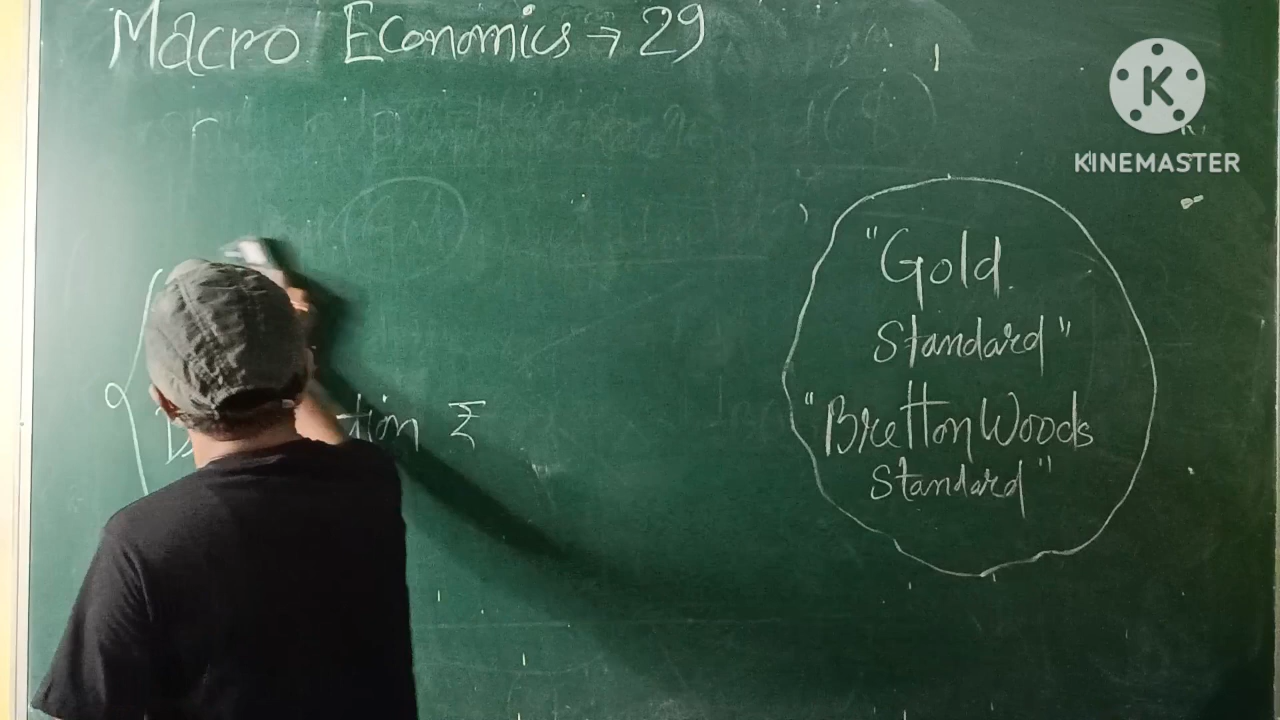 Macro Economics → 29
K
KINEMASTER
"Gold
Standard"
"Bretton Woods
Standard"
₹